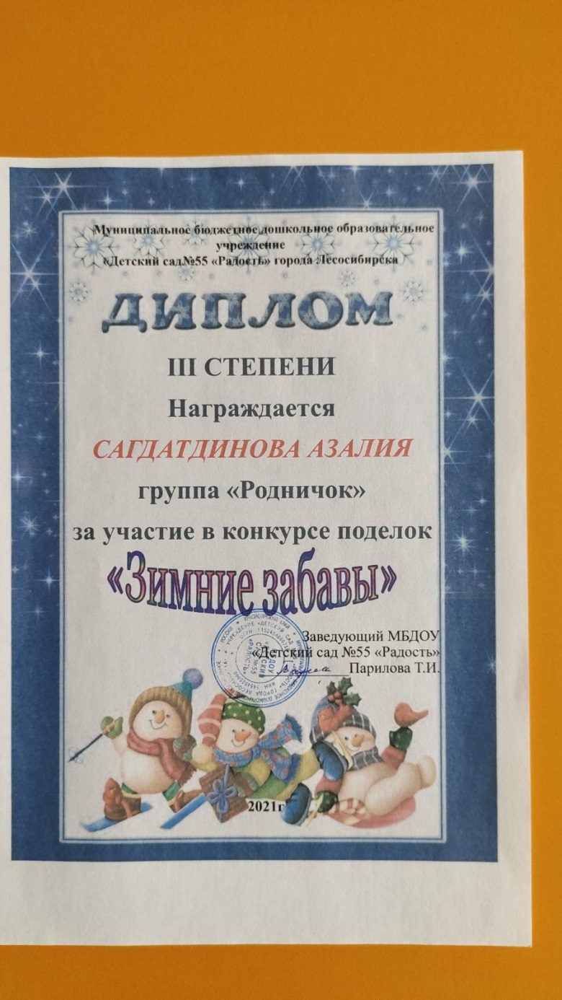 Муниципальное бюджетное дошкольное образовательное
учреждение
«Детский сад№55 «Радость» города Лесосибирска
ДИПЛОМ
III СТЕПЕНИ
Награждается
САГДАТДИНОВА АЗАЛИЯ
группа «Родничок»
за участие в конкурсе поделок
«Зимние забавы»
Заведующий МБДОУ
«Детский сад №55 «Радость»
Парилова Т.И.
2021г